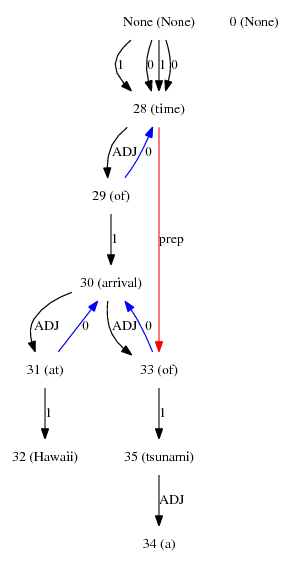 None (None) 0 (None)
1 0 1 0
28 (time)
ADJ 0
29 (of)
1 prep
30 (arrival)
ADJ 0 ADJ 0
31 (at) 33 (of)
1 1
32 (Hawaii) 35 (tsunami)
ADJ
34 (a)